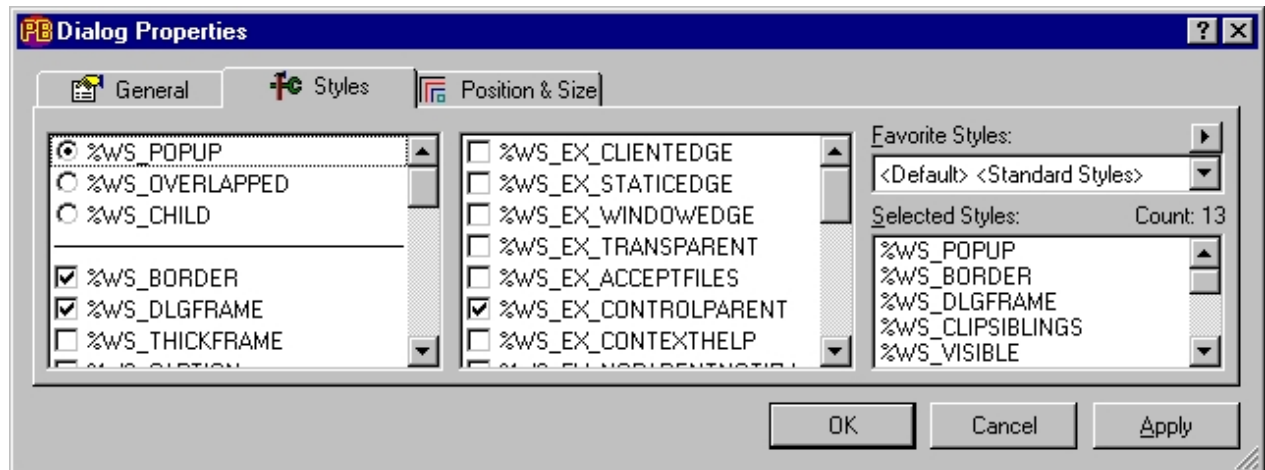 PB Dialog Properties
General
Styles
Position & Size
%WS_POPUP
%WS_OVERLAPPED
%WS_CHILD
%WS_BORDER
%WS_DLGFRAME
%WS_THICKFRAME
%WS_EX_CLIENTEDGE
%WS_EX_STATICEDGE
%WS_EX_WINDOWEDGE
%WS_EX_TRANSPARENT
%WS_EX_ACCEPTFILES
%WS_EX_CONTROLPARENT
%WS_EX_CONTEXTHELP
Favorite Styles:
<Default> <Standard Styles>
Selected Styles: Count: 13
%WS_POPUP
%WS_BORDER
%WS_DLGFRAME
%WS_CLIPSIBLINGS
%WS_VISIBLE
OK
Cancel
Apply